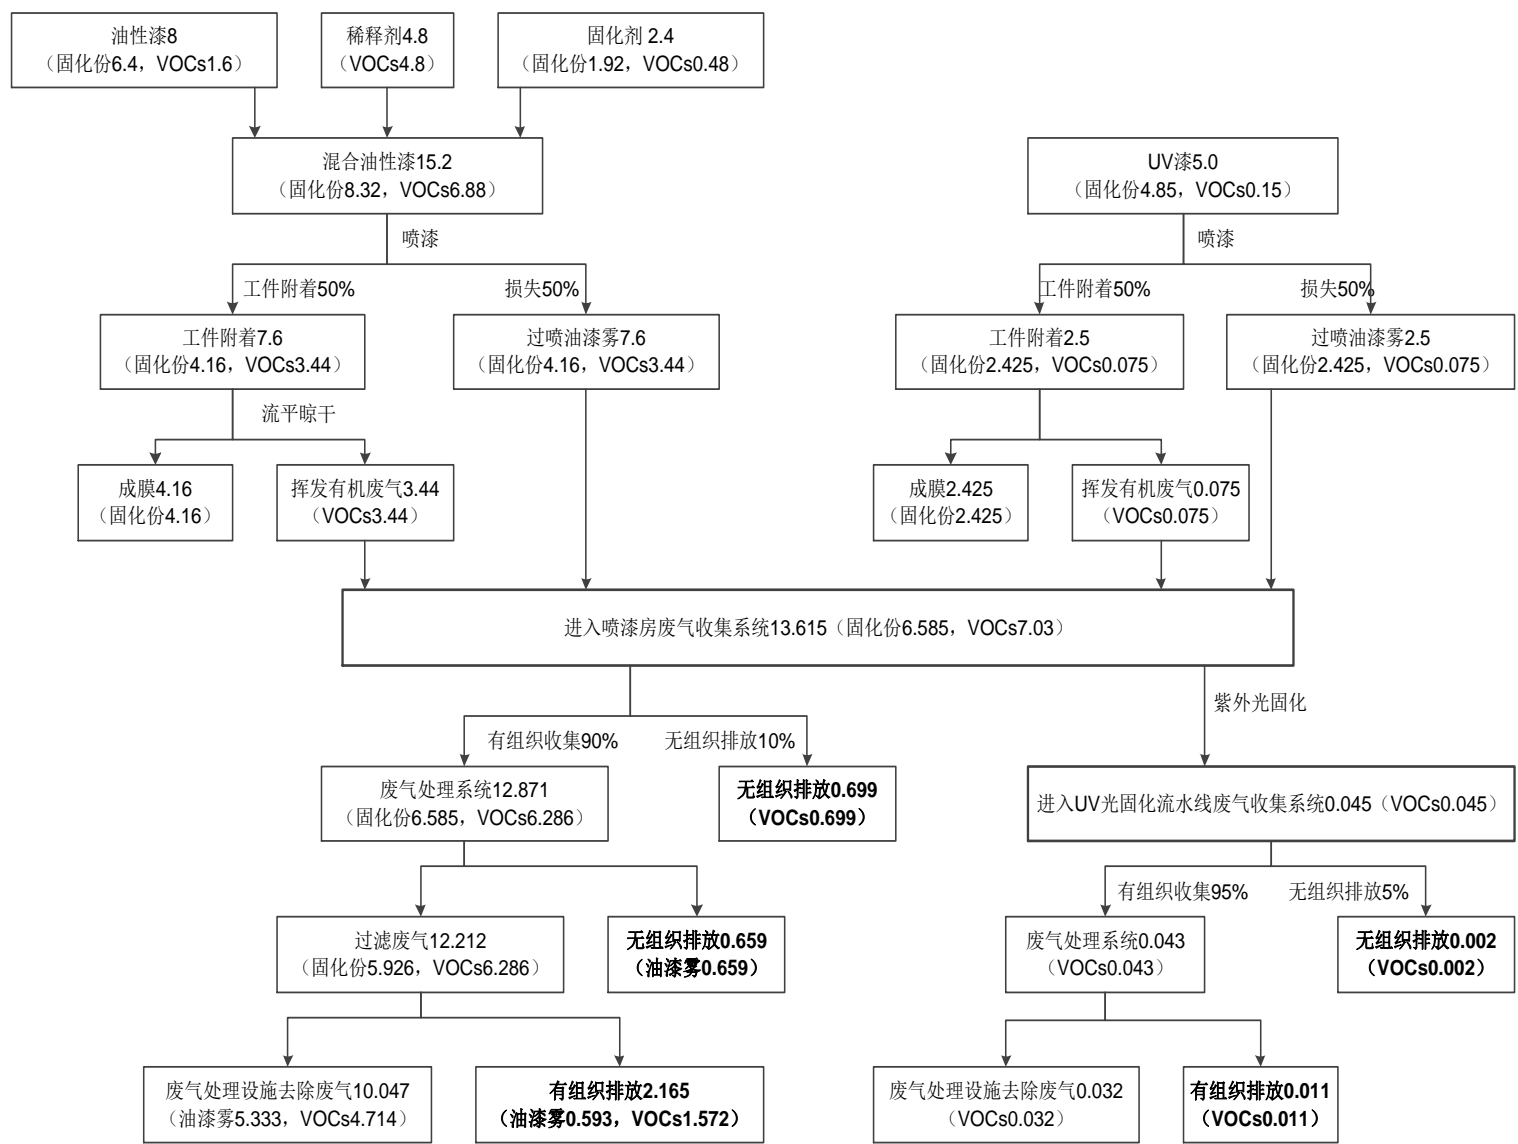 油性漆8
（固化份6.4，VOCs1.6）
稀释剂4.8
（VOCs4.8）
固化剂 2.4
（固化份1.92，VOCs0.48）
混合油性漆15.2
（固化份8.32，VOCs6.88）
UV漆5.0
（固化份4.85，VOCs0.15）
喷漆
喷漆
工件附着50%
损失50%
工件附着50%
损失50%
工件附着7.6
（固化份4.16，VOCs3.44）
过喷油漆雾7.6
（固化份4.16，VOCs3.44）
工件附着2.5
（固化份2.425，VOCs0.075）
过喷油漆雾2.5
（固化份2.425，VOCs0.075）
流平晾干
成膜4.16
（固化份4.16）
挥发有机废气3.44
（VOCs3.44）
成膜2.425
（固化份2.425）
挥发有机废气0.075
（VOCs0.075）
进入喷漆房废气收集系统13.615（固化份6.585，VOCs7.03）
紫外光固化
有组织收集90%
无组织排放10%
废气处理系统12.871
（固化份6.585，VOCs6.286）
无组织排放0.699
（VOCs0.699）
进入UV光固化流水线废气收集系统0.045（VOCs0.045）
有组织收集95%
无组织排放5%
过滤废气12.212
（固化份5.926，VOCs6.286）
无组织排放0.659
（油漆雾0.659）
废气处理系统0.043
（VOCs0.043）
无组织排放0.002
（VOCs0.002）
废气处理设施去除废气10.047
（油漆雾5.333，VOCs4.714）
有组织排放2.165
（油漆雾0.593，VOCs1.572）
废气处理设施去除废气0.032
（VOCs0.032）
有组织排放0.011
（VOCs0.011）